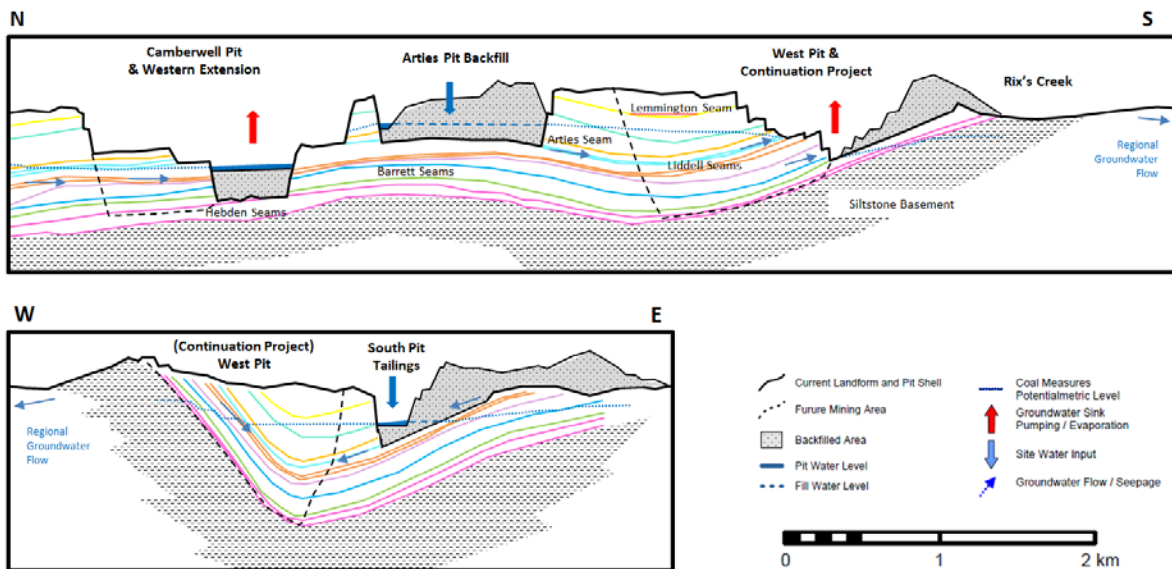 N
S
Camberwell Pit
& Western Extension
Arties Pit Backfill
West Pit &
Continuation Project
Rix's Creek
Lemmington Seam
Arties Seam
Liddell Seams
Barrett Seams
Hebden Seams
Siltstone Basement
Regional
Groundwater
Flow
W
E
(Continuation Project)
West Pit
South Pit
Tailings
Regional
Groundwater
Flow
Current Landform and Pit Shell
Furure Mining Area
Backfilled Area
Pit Water Level
Fill Water Level
Coal Measures
Potentialmetric Level
Groundwater Sink
Pumping / Evaporation
Site Water Input
Groundwater Flow / Seepage
0
1
2 km